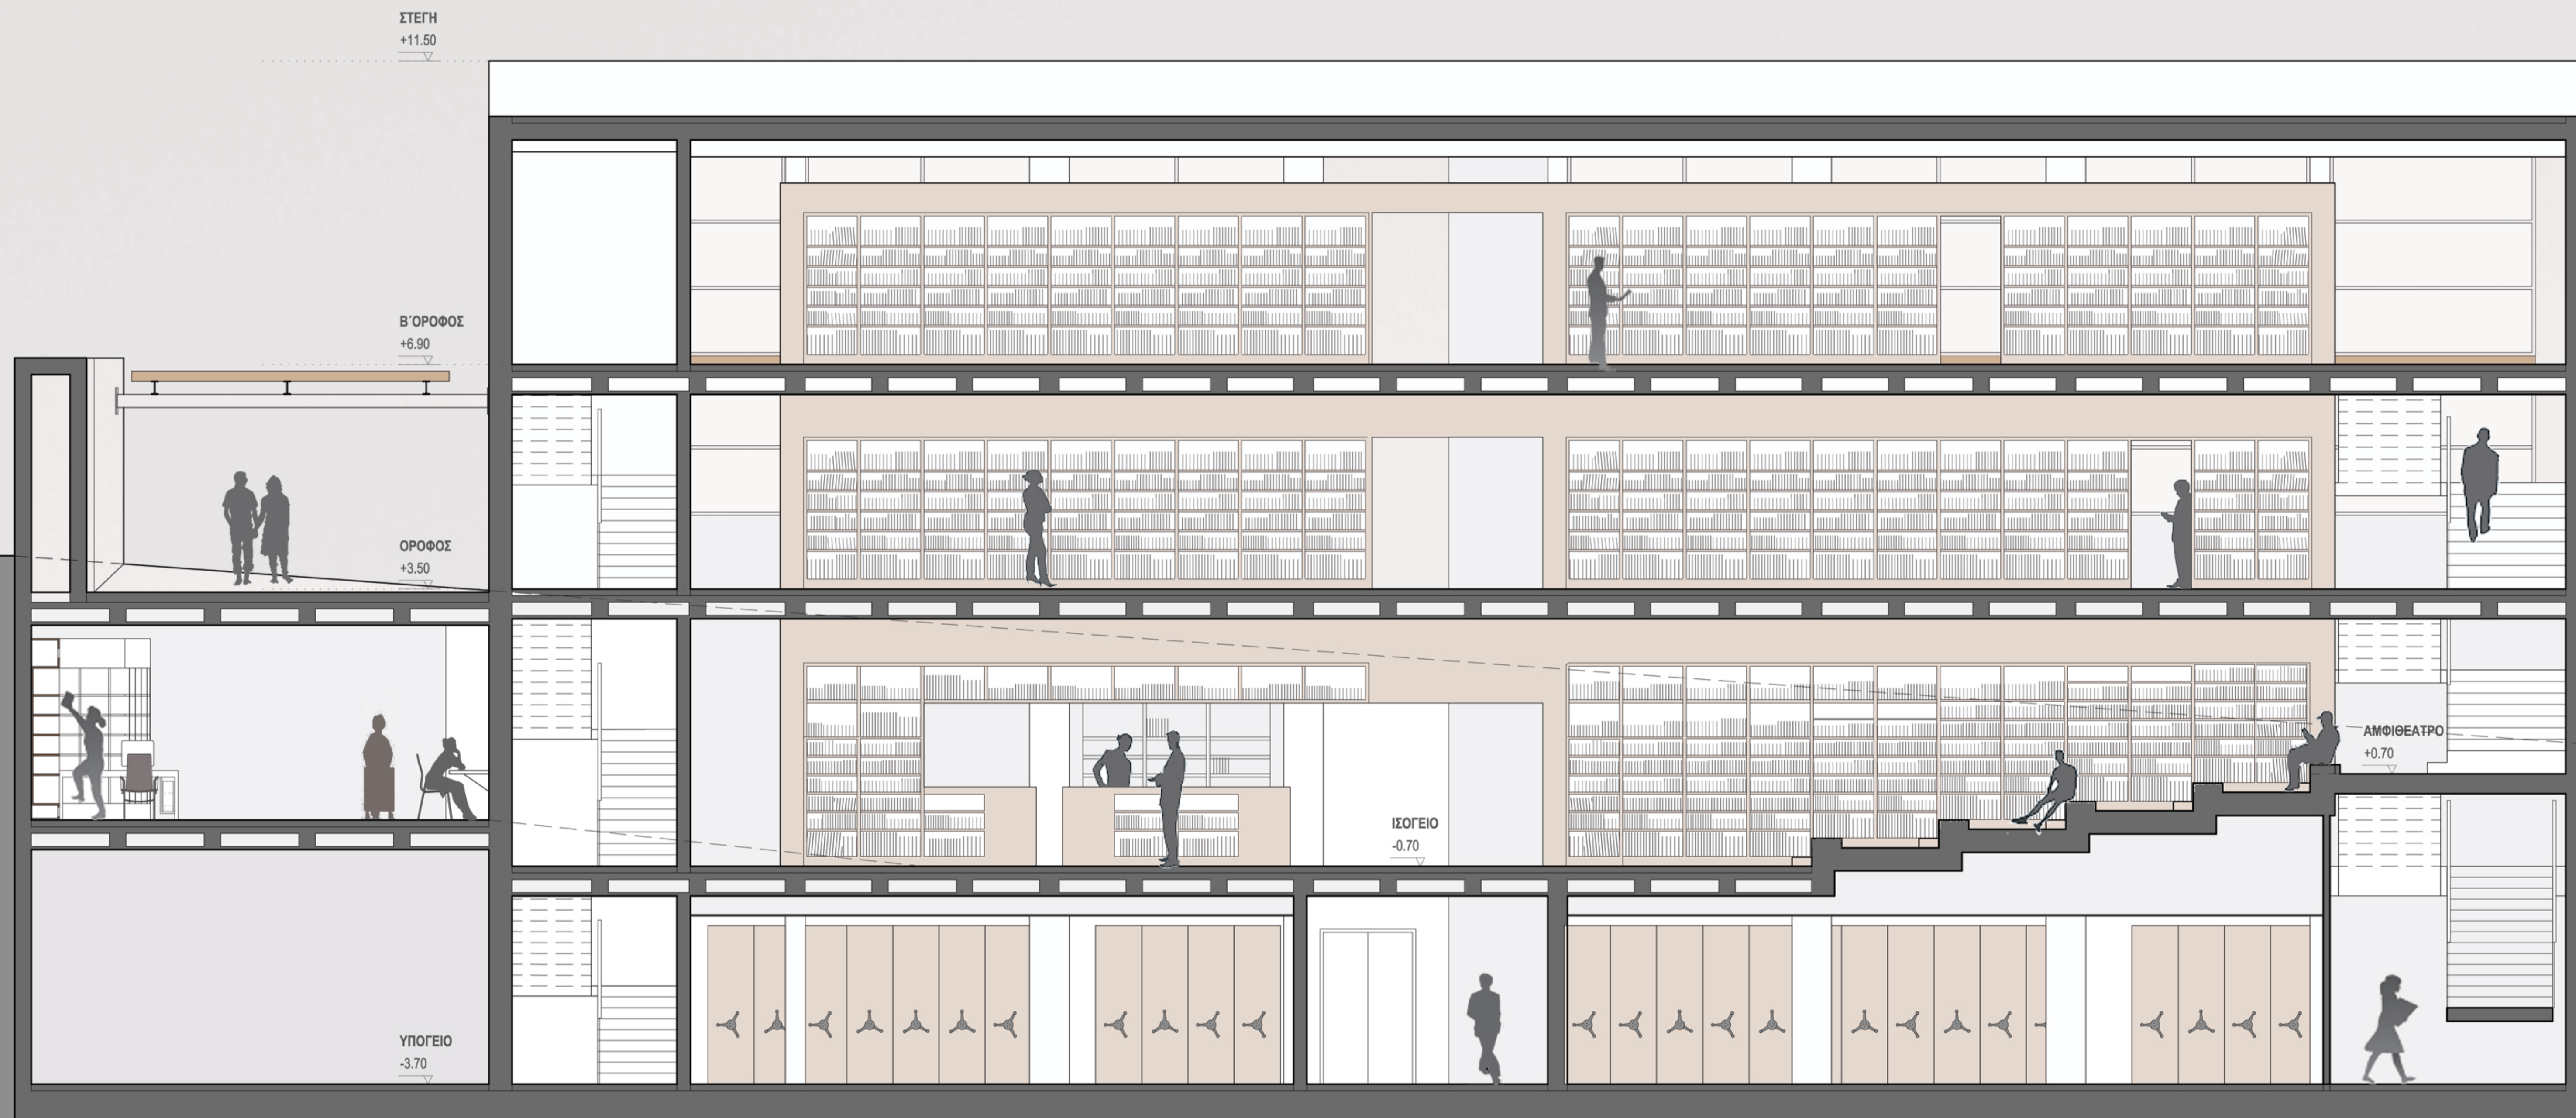 ΣΤΕΓΗ
+11.50
Β΄ΟΡΟΦΟΣ
+6.90
ΟΡΟΦΟΣ
+3.50
ΑΜΦΙΘΕΑΤΡΟ
+0.70
ΙΣΟΓΕΙΟ
-0.70
ΥΠΟΓΕΙΟ
-3.70